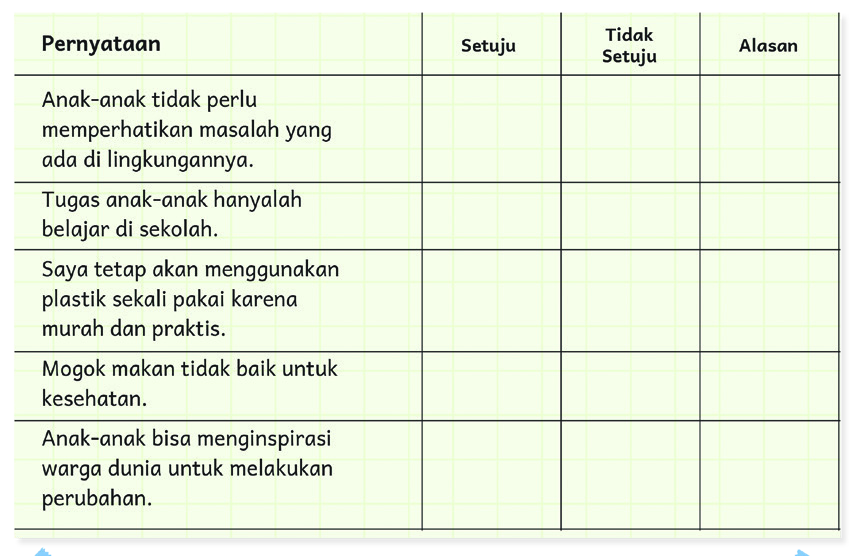 Pernyataan
Setuju
Tidak
Setuju
Alasan
Anak-anak tidak perlu
memperhatikan masalah yang
ada di lingkungannya.
Tugas anak-anak hanyalah
belajar di sekolah.
Saya tetap akan menggunakan
plastik sekali pakai karena
murah dan praktis.
Mogok makan tidak baik untuk
kesehatan.
Anak-anak bisa menginspirasi
warga dunia untuk melakukan
perubahan.